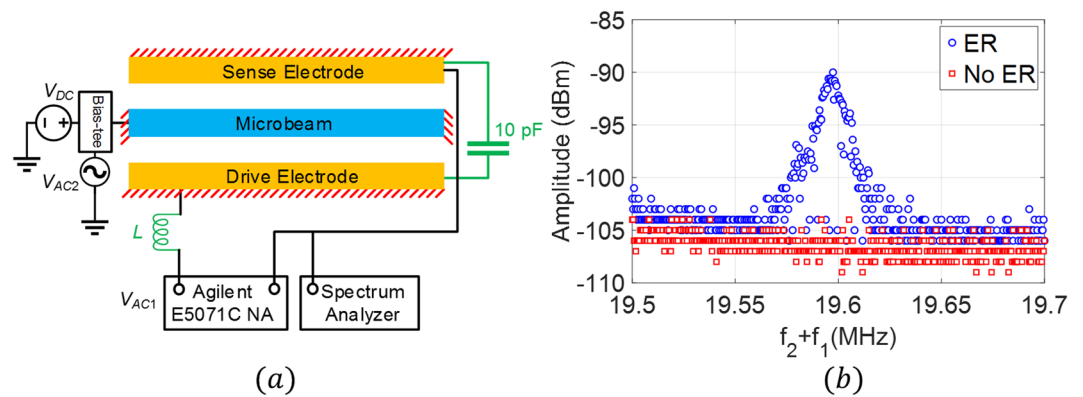 (a)
Sense Electrode
V_DC
Bias-tee
Microbeam
10 pF
V_AC2
Drive Electrode
L
V_AC1
Agilent
E5071C NA
Spectrum
Analyzer
(b)
Amplitude (dBm)
-85
-90
-95
-100
-105
-110
ER
No ER
19.5 19.55 19.6 19.65 19.7
f_2+f_1(MHz)
(a)
(b)